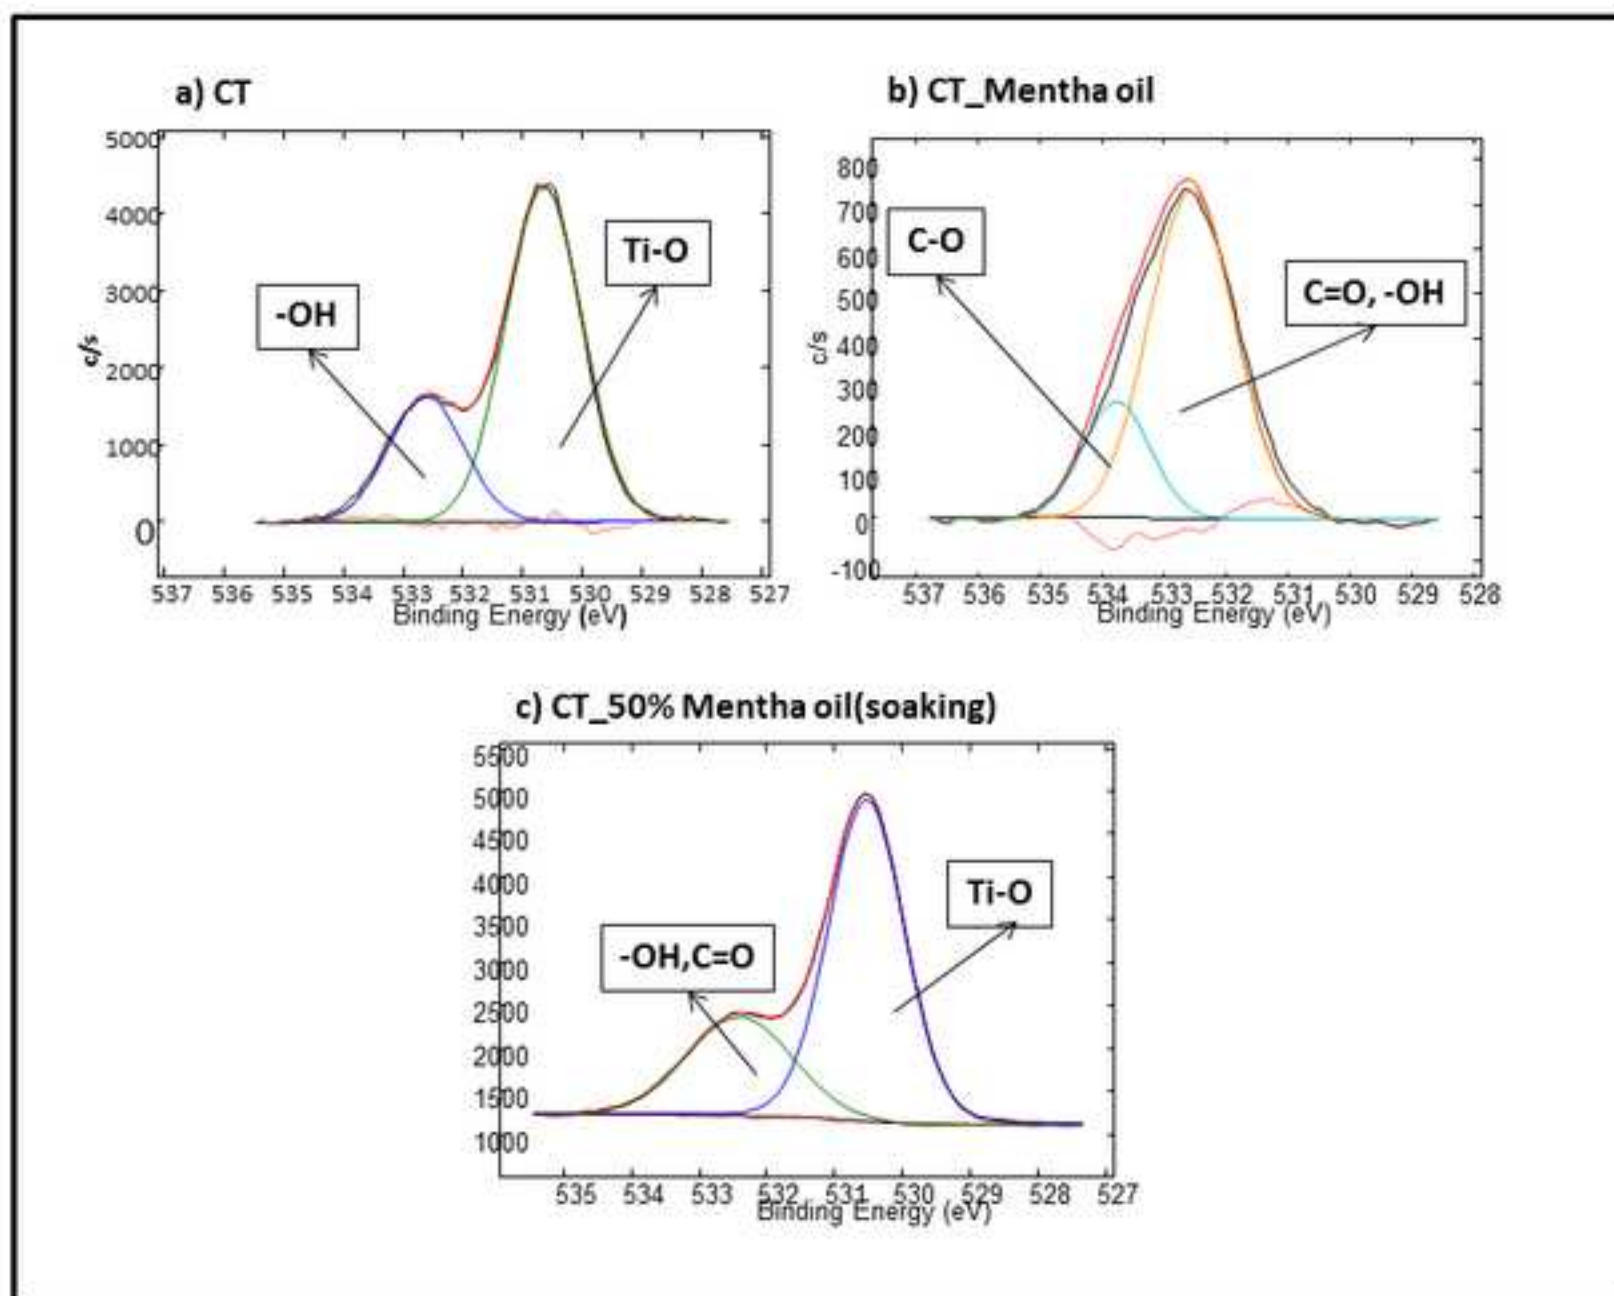 a) CT
5000
4000
3000
2000
1000
0
c/s
-OH
Ti-O
537 536 535 534 533 532 531 530 529 528 527
Binding Energy (eV)
b) CT_Mentha oil
800
700
600
500
400
300
200
100
0
-100
c/s
C-O
C=O, -OH
537 536 535 534 533 532 531 530 529 528
Binding Energy (eV)
c) CT_50% Mentha oil(soaking)
5500
5000
4500
4000
3500
3000
2500
2000
1500
1000
-OH,C=O
Ti-O
535 534 533 532 531 530 529 528 527
Binding Energy (eV)